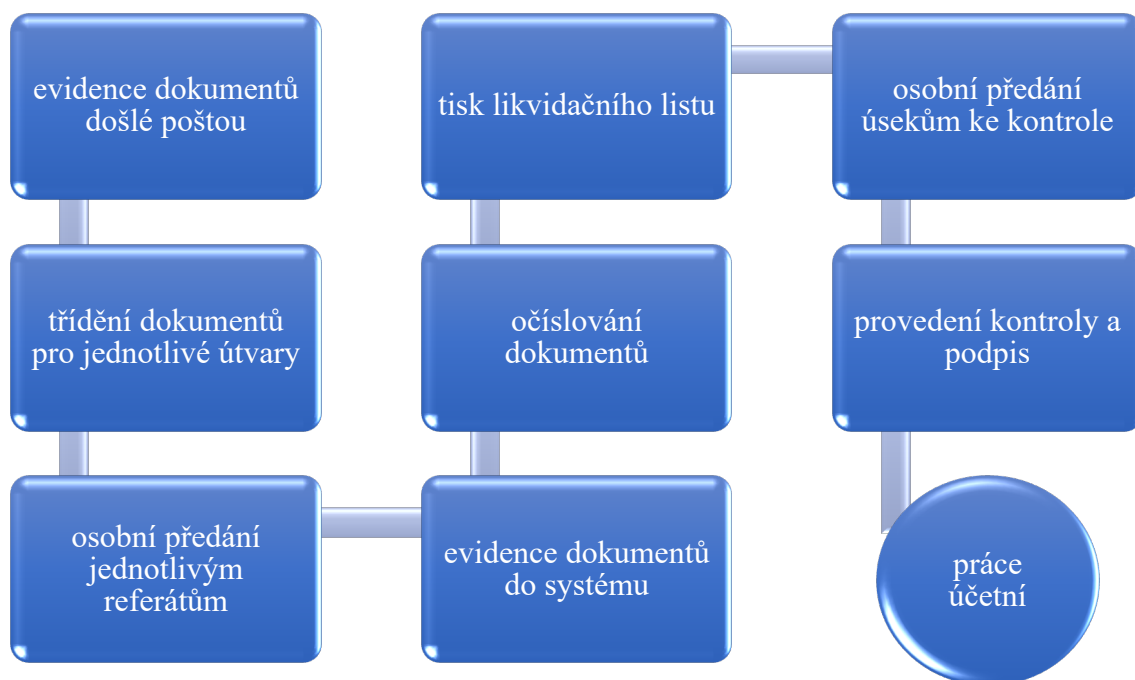 evidence dokumentů
došlé poštou
třídění dokumentů
pro jednotlivé útvary
osobní předání
jednotlivým
referátům
evidence dokumentů
do systému
očíslování
dokumentů
tisk likvidačního listu
osobní předání
úsekům ke kontrole
provedení kontroly a
podpis
práce
účetní